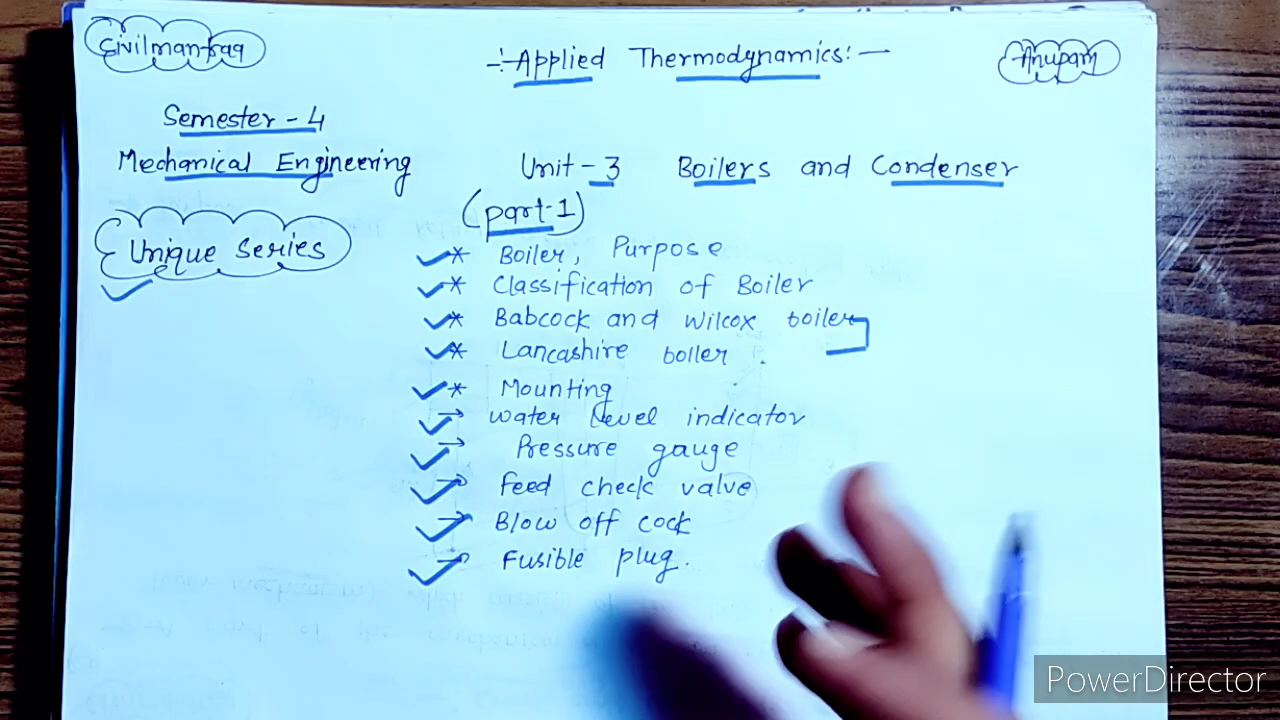 Civilmantraa
-:- Applied Thermodynamics:-
Anupam
Semester - 4
Mechanical Engineering
Unit - 3 Boilers and Condenser
(part-1)
Unique Series
* Boiler, Purpose
* Classification of Boiler
* Babcock and Wilcox boiler
* Lancashire boiler.
* Mounting
→ Water level indicator
→ Pressure gauge
→ feed check valve
→ Blow off cock
→ Fusible plug.
PowerDirector